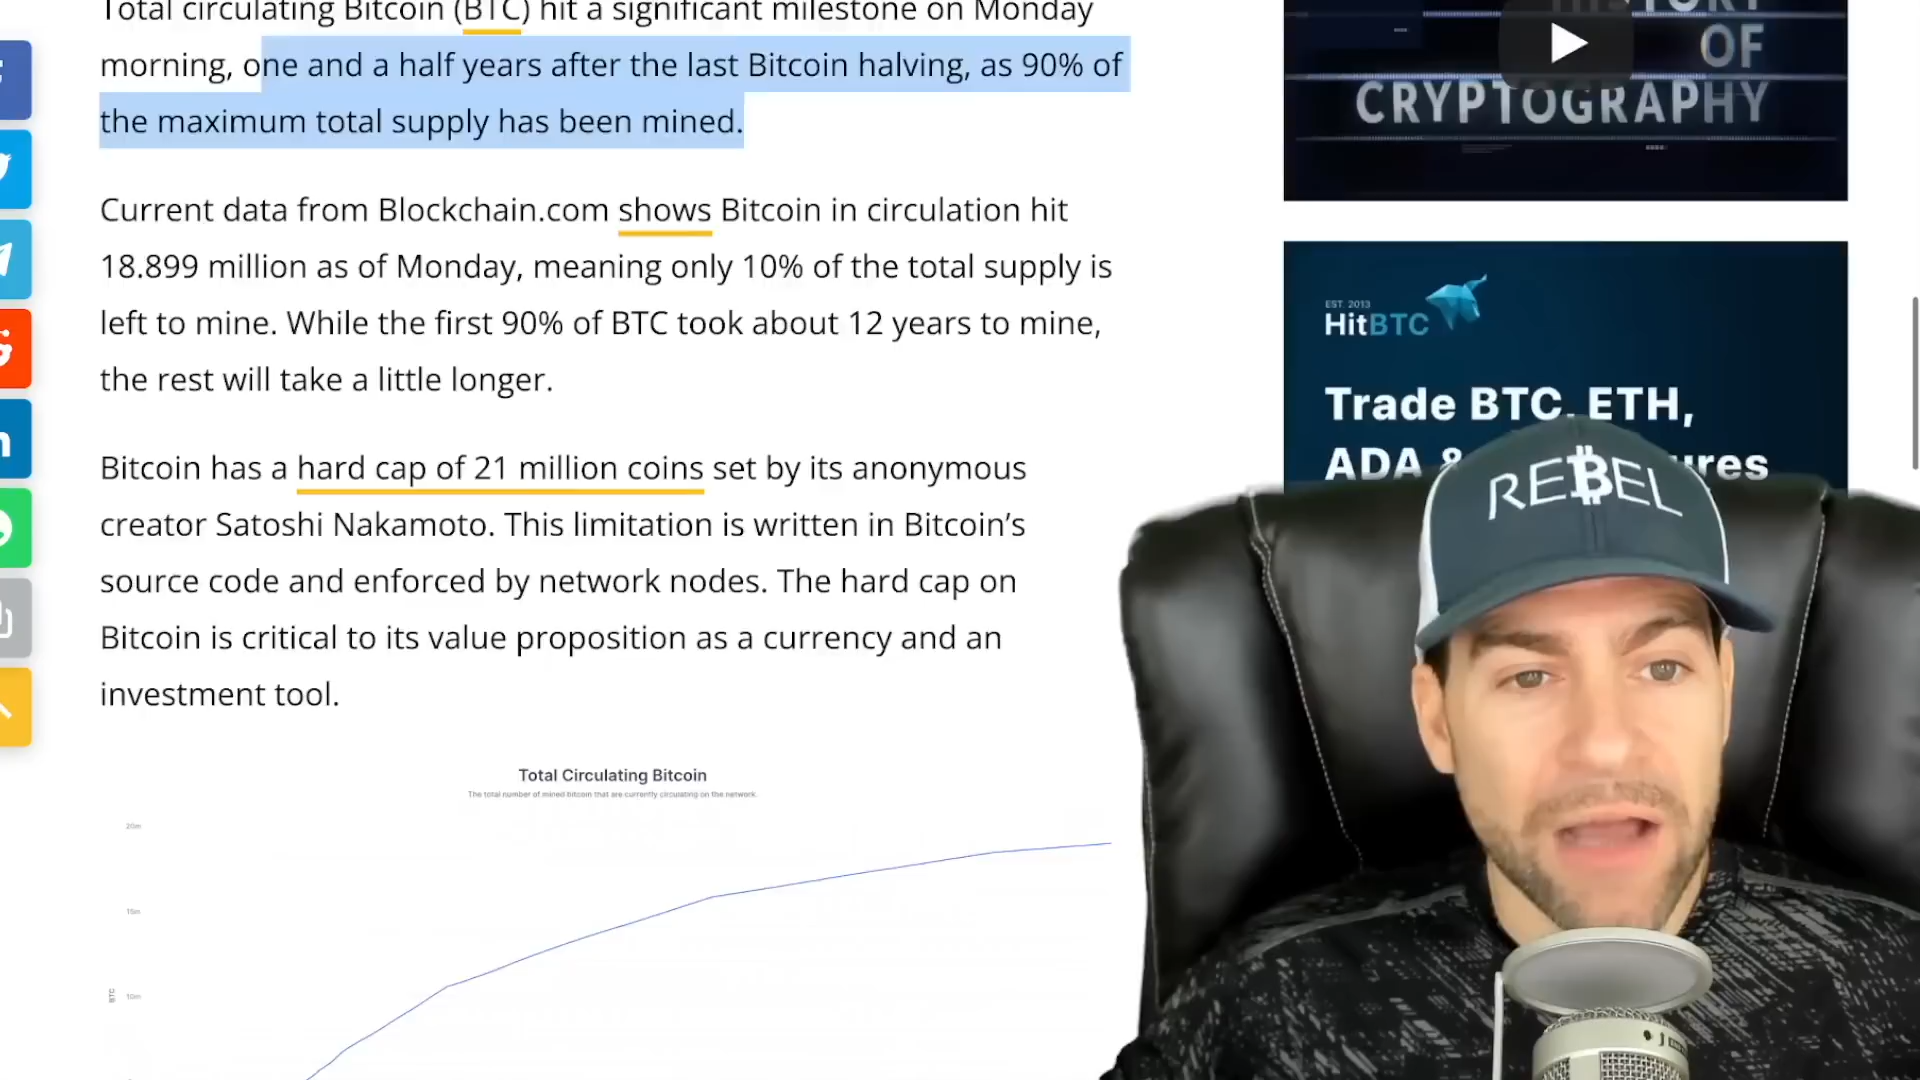 Total circulating Bitcoin (BTC) hit a significant milestone on Monday
morning, one and a half years after the last Bitcoin halving, as 90% of
the maximum total supply has been mined.
Current data from Blockchain.com shows Bitcoin in circulation hit
18.899 million as of Monday, meaning only 10% of the total supply is
left to mine. While the first 90% of BTC took about 12 years to mine,
the rest will take a little longer.
Bitcoin has a hard cap of 21 million coins set by its anonymous
creator Satoshi Nakamoto. This limitation is written in Bitcoin’s
source code and enforced by network nodes. The hard cap on
Bitcoin is critical to its value proposition as a currency and an
investment tool.
Total Circulating Bitcoin
The total number of mined bitcoin that are currently circulating on the network.
20m
15m
10m
BTC
HISTORY
OF
CRYPTOGRAPHY
EST. 2013
HitBTC
Trade BTC, ETH,
ADA &
REBEL